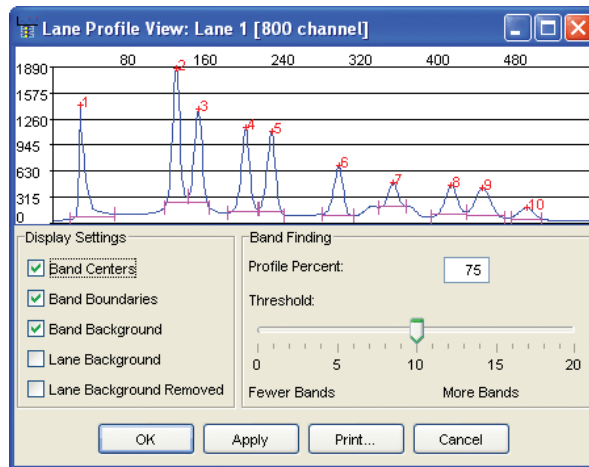 Lane Profile View: Lane 1 [800 channel]
80 160 240 320 400 480
1890
1575
1260
945
630
315
0
1 2 3 4 5 6 7 8 9 10
Display Settings
Band Centers
Band Boundaries
Band Background
Lane Background
Lane Background Removed
Band Finding
Profile Percent: 75
Threshold:
0 5 10 15 20
Fewer Bands More Bands
OK Apply Print... Cancel